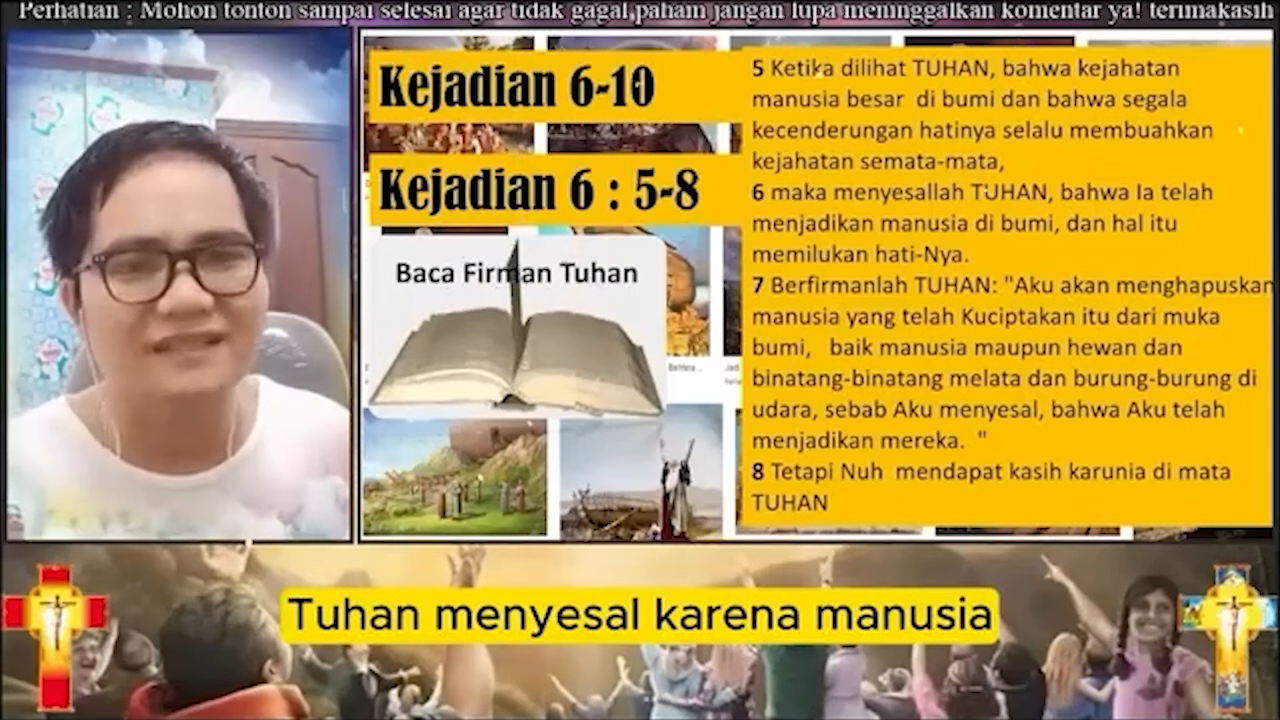 Perhatian : Mohon tonton sampai selesai agar tidak gagal paham jangan lupa meninggalkan komentar ya! terimakasih
Kejadian 6-10
Kejadian 6 : 5-8
Baca Firman Tuhan
5 Ketika dilihat TUHAN, bahwa kejahatan
manusia besar di bumi dan bahwa segala
kecenderungan hatinya selalu membuahkan
kejahatan semata-mata,
6 maka menyesallah TUHAN, bahwa Ia telah
menjadikan manusia di bumi, dan hal itu
memilukan hati-Nya.
7 Berfirmanlah TUHAN: "Aku akan menghapuskan
manusia yang telah Kuciptakan itu dari muka
bumi, baik manusia maupun hewan dan
binatang-binatang melata dan burung-burung di
udara, sebab Aku menyesal, bahwa Aku telah
menjadikan mereka. "
8 Tetapi Nuh mendapat kasih karunia di mata
TUHAN
Tuhan menyesal karena manusia